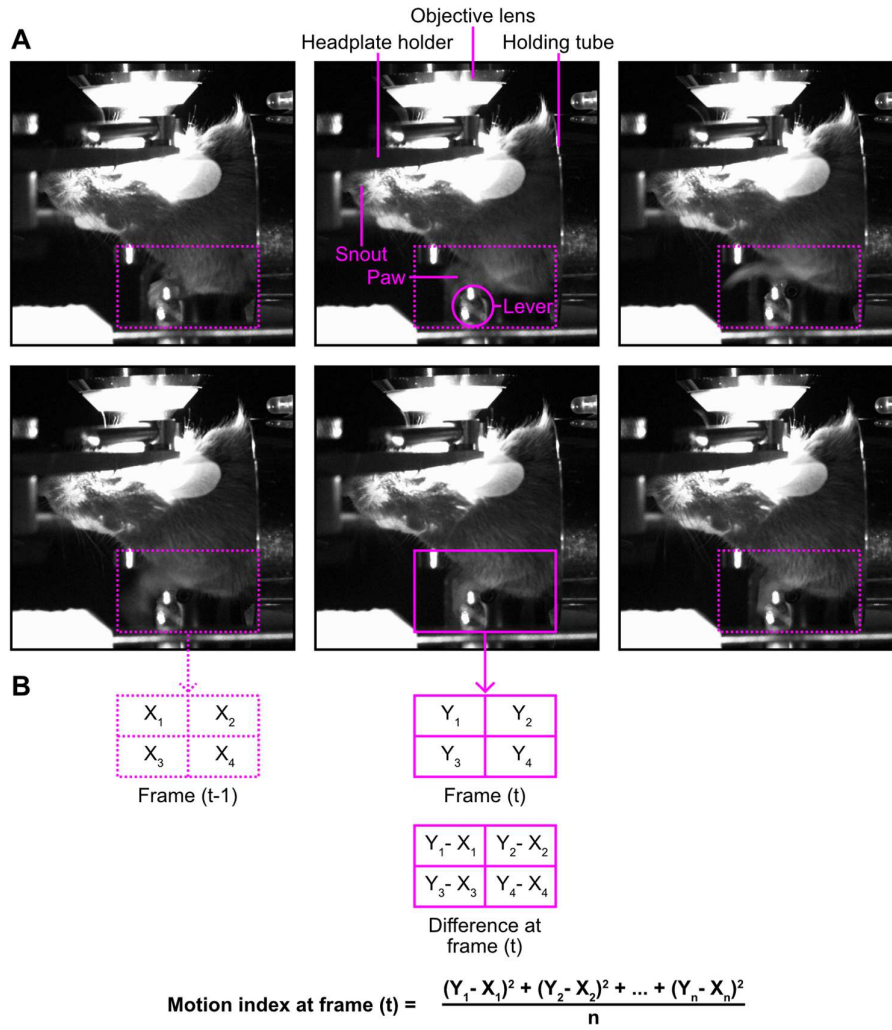 Objective lens
A
Headplate holder
Holding tube
Snout
Paw
Lever
B
X₁ X₂
X₃ X₄
Frame (t-1)
Y₁ Y₂
Y₃ Y₄
Frame (t)
Y₁- X₁ Y₂- X₂
Y₃- X₃ Y₄- X₄
Difference at
frame (t)
Motion index at frame (t) = (Y₁- X₁)² + (Y₂- X₂)² + ... + (Yₙ- Xₙ)²
n